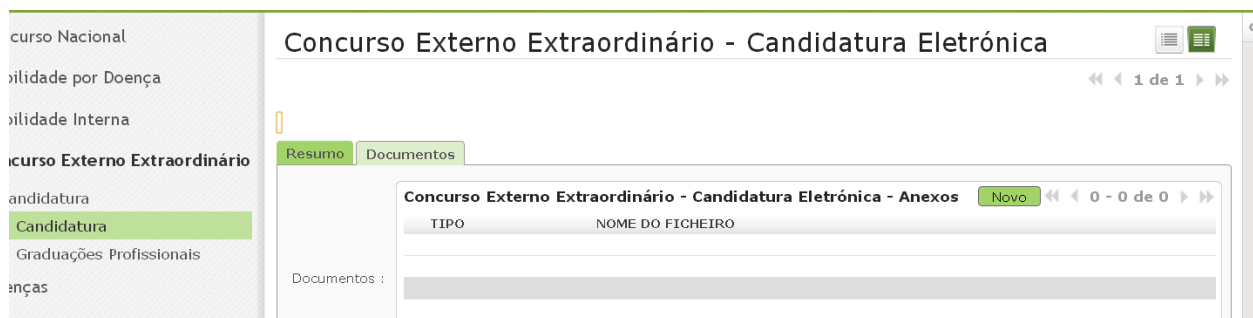 curso Nacional
bilidade por Doença
bilidade Interna
ncurso Externo Extraordinário
andidatura
Candidatura
Graduações Profissionais
enças
Concurso Externo Extraordinário - Candidatura Eletrónica
1 de 1
Resumo Documentos
Concurso Externo Extraordinário - Candidatura Eletrónica - Anexos Novo 0 - 0 de 0
TIPO NOME DO FICHEIRO
Documentos :